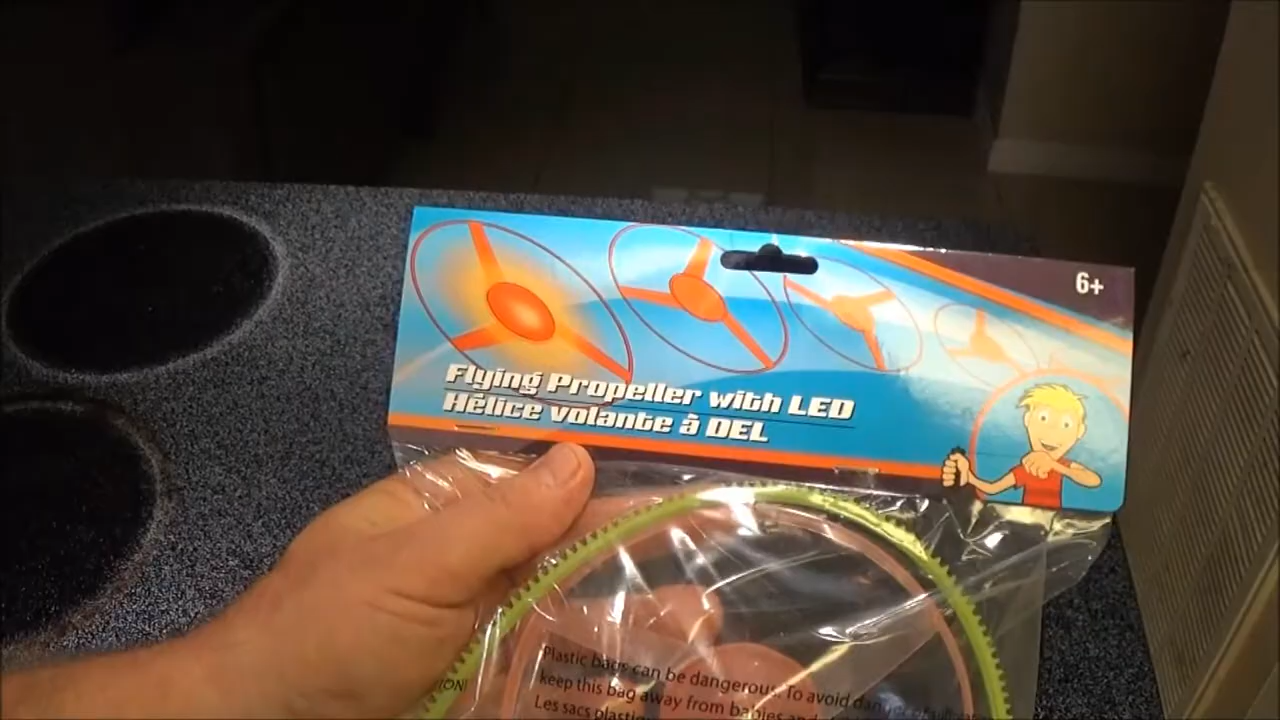 6+
Flying Propeller with LED
Hélice volante à DEL
Plastic bags can be dangerous. To avoid
keep this bag away from babies and
Les sacs